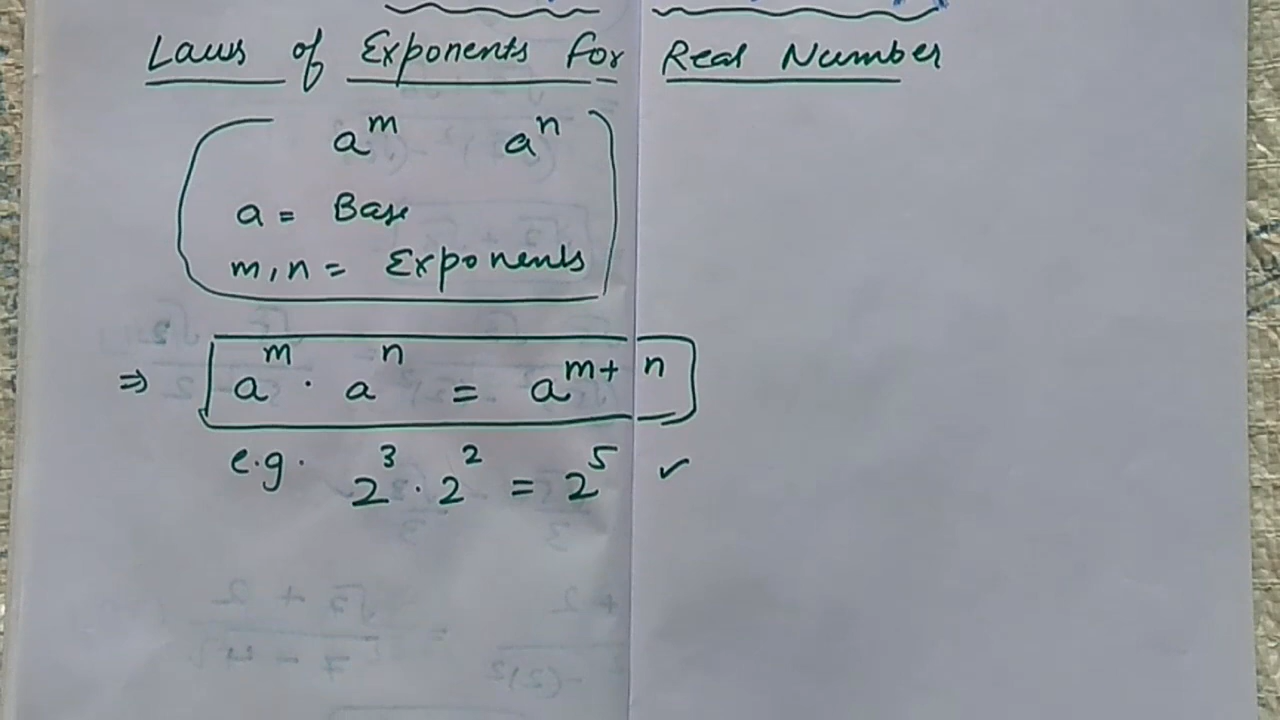 Laws of Exponents for Real Number
a^m a^n
a = Base
m, n = Exponents
⇒ a^m · a^n = a^(m+n)
e.g. 2^3 · 2^2 = 2^5 ✓